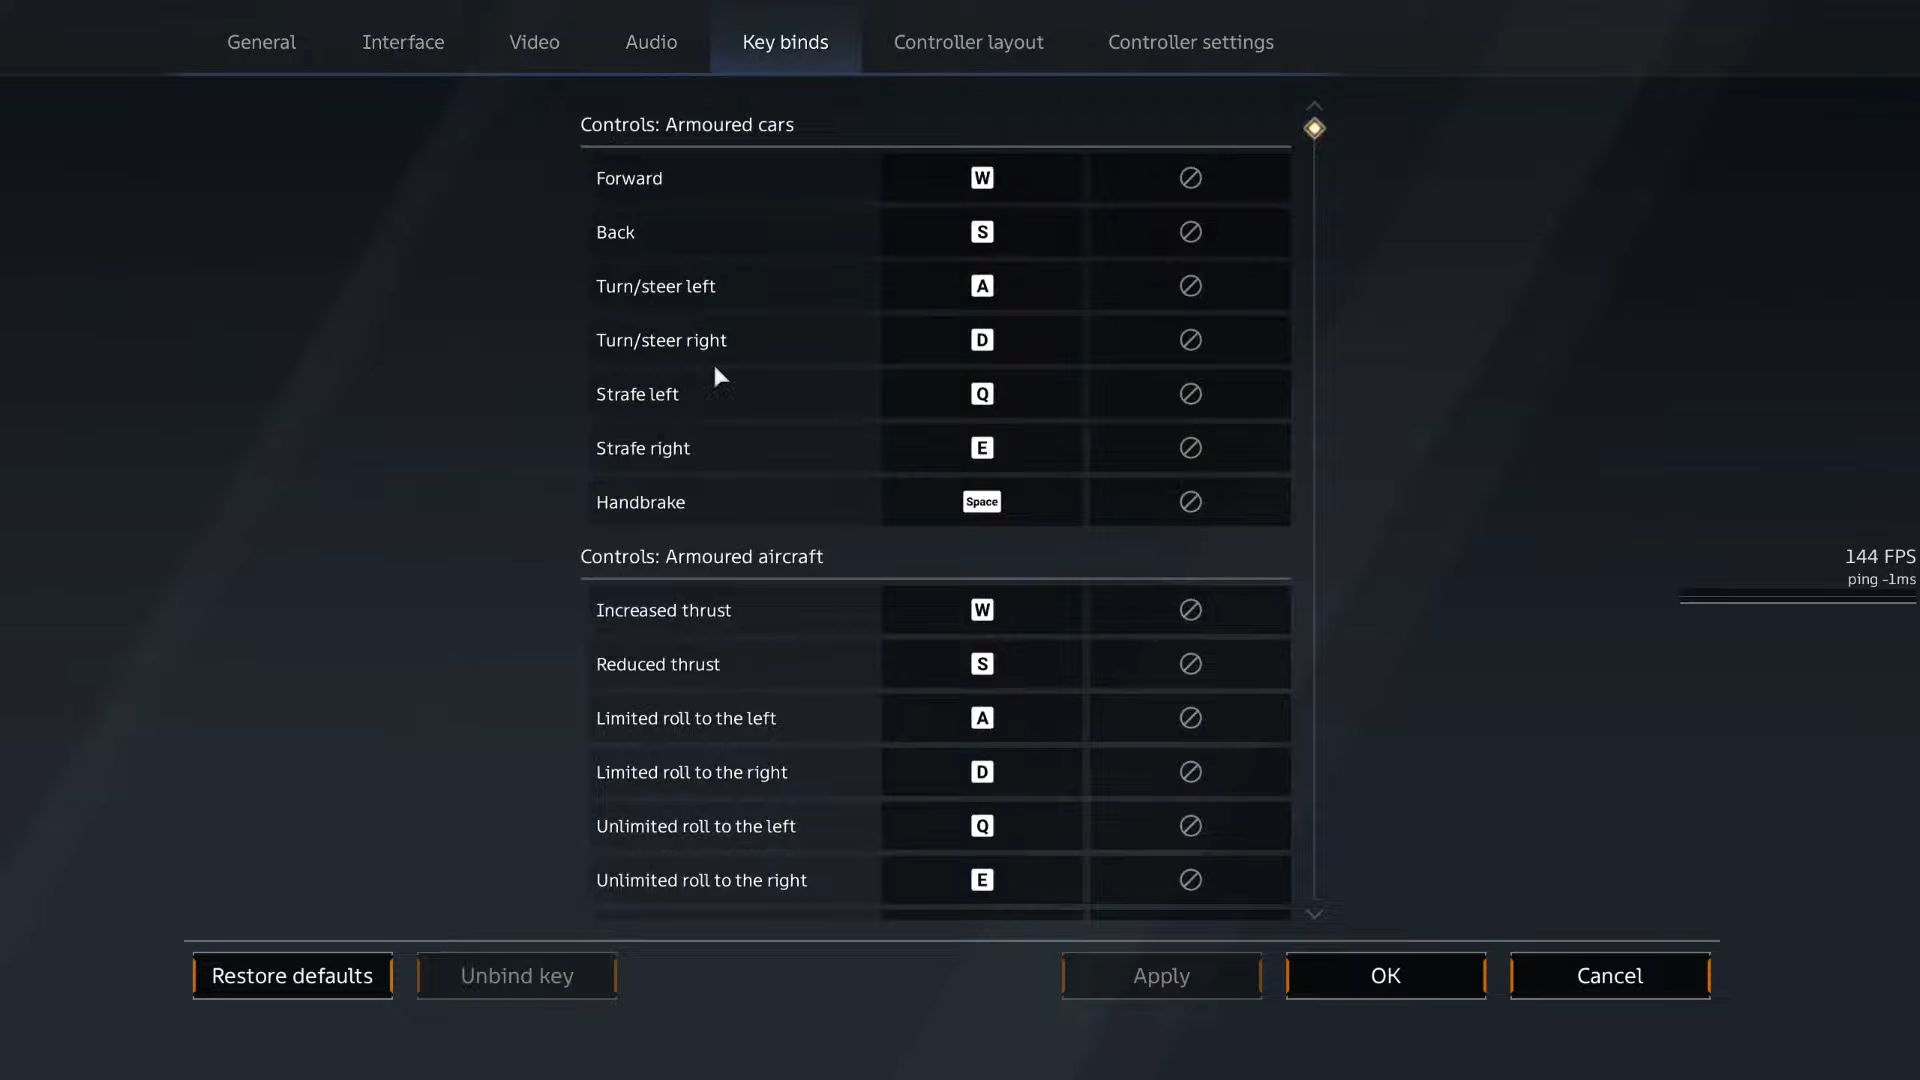 General Interface Video Audio Key binds Controller layout Controller settings
Controls: Armoured cars
Forward W
Back S
Turn/steer left A
Turn/steer right D
Strafe left Q
Strafe right E
Handbrake Space
Controls: Armoured aircraft
144 FPS
ping -1ms
Increased thrust W
Reduced thrust S
Limited roll to the left A
Limited roll to the right D
Unlimited roll to the left Q
Unlimited roll to the right E
Restore defaults Unbind key Apply OK Cancel